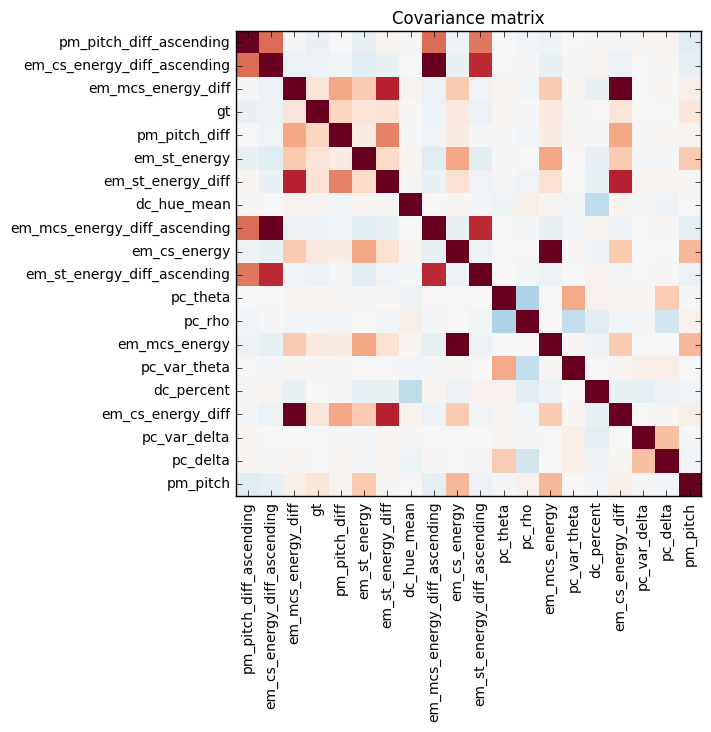 Covariance matrix
pm_pitch_diff_ascending
em_cs_energy_diff_ascending
em_mcs_energy_diff
gt
pm_pitch_diff
em_st_energy
em_st_energy_diff
dc_hue_mean
em_mcs_energy_diff_ascending
em_cs_energy
em_st_energy_diff_ascending
pc_theta
pc_rho
em_mcs_energy
pc_var_theta
dc_percent
em_cs_energy_diff
pc_var_delta
pc_delta
pm_pitch
pm_pitch_diff_ascending
em_cs_energy_diff_ascending
em_mcs_energy_diff
gt
pm_pitch_diff
em_st_energy
em_st_energy_diff
dc_hue_mean
em_mcs_energy_diff_ascending
em_cs_energy
em_st_energy_diff_ascending
pc_theta
pc_rho
em_mcs_energy
pc_var_theta
dc_percent
em_cs_energy_diff
pc_var_delta
pc_delta
pm_pitch